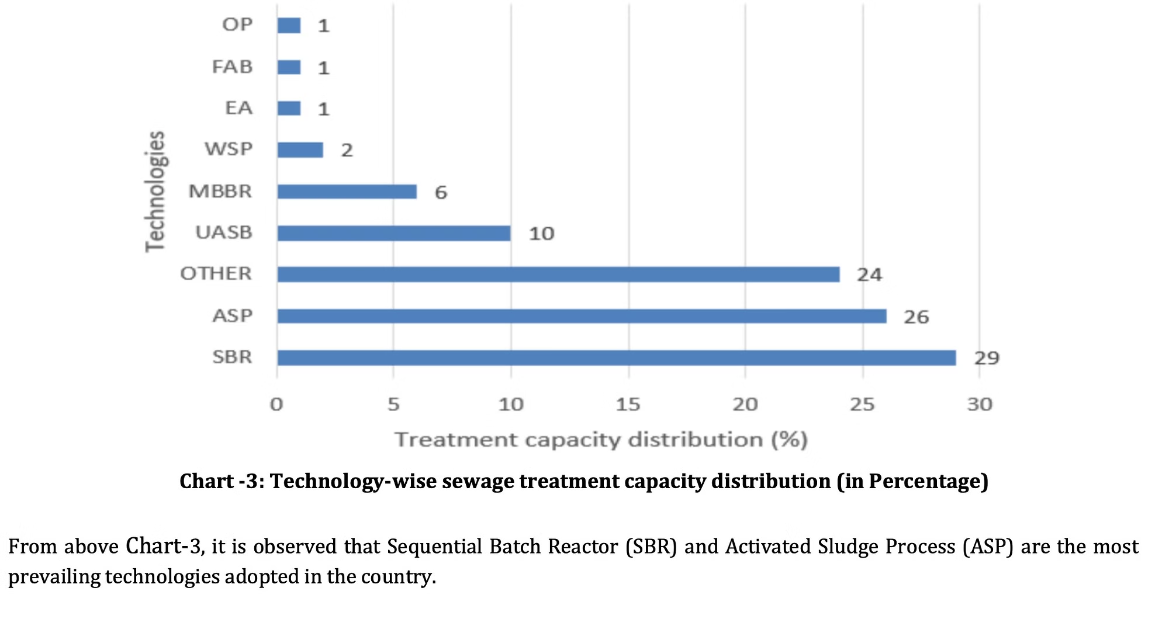 OP 1
FAB 1
EA 1
WSP 2
MBBR 6
UASB 10
OTHER 24
ASP 26
SBR 29
Technologies
0 5 10 15 20 25 30
Treatment capacity distribution (%)
Chart -3: Technology-wise sewage treatment capacity distribution (in Percentage)
From above Chart-3, it is observed that Sequential Batch Reactor (SBR) and Activated Sludge Process (ASP) are the most
prevailing technologies adopted in the country.